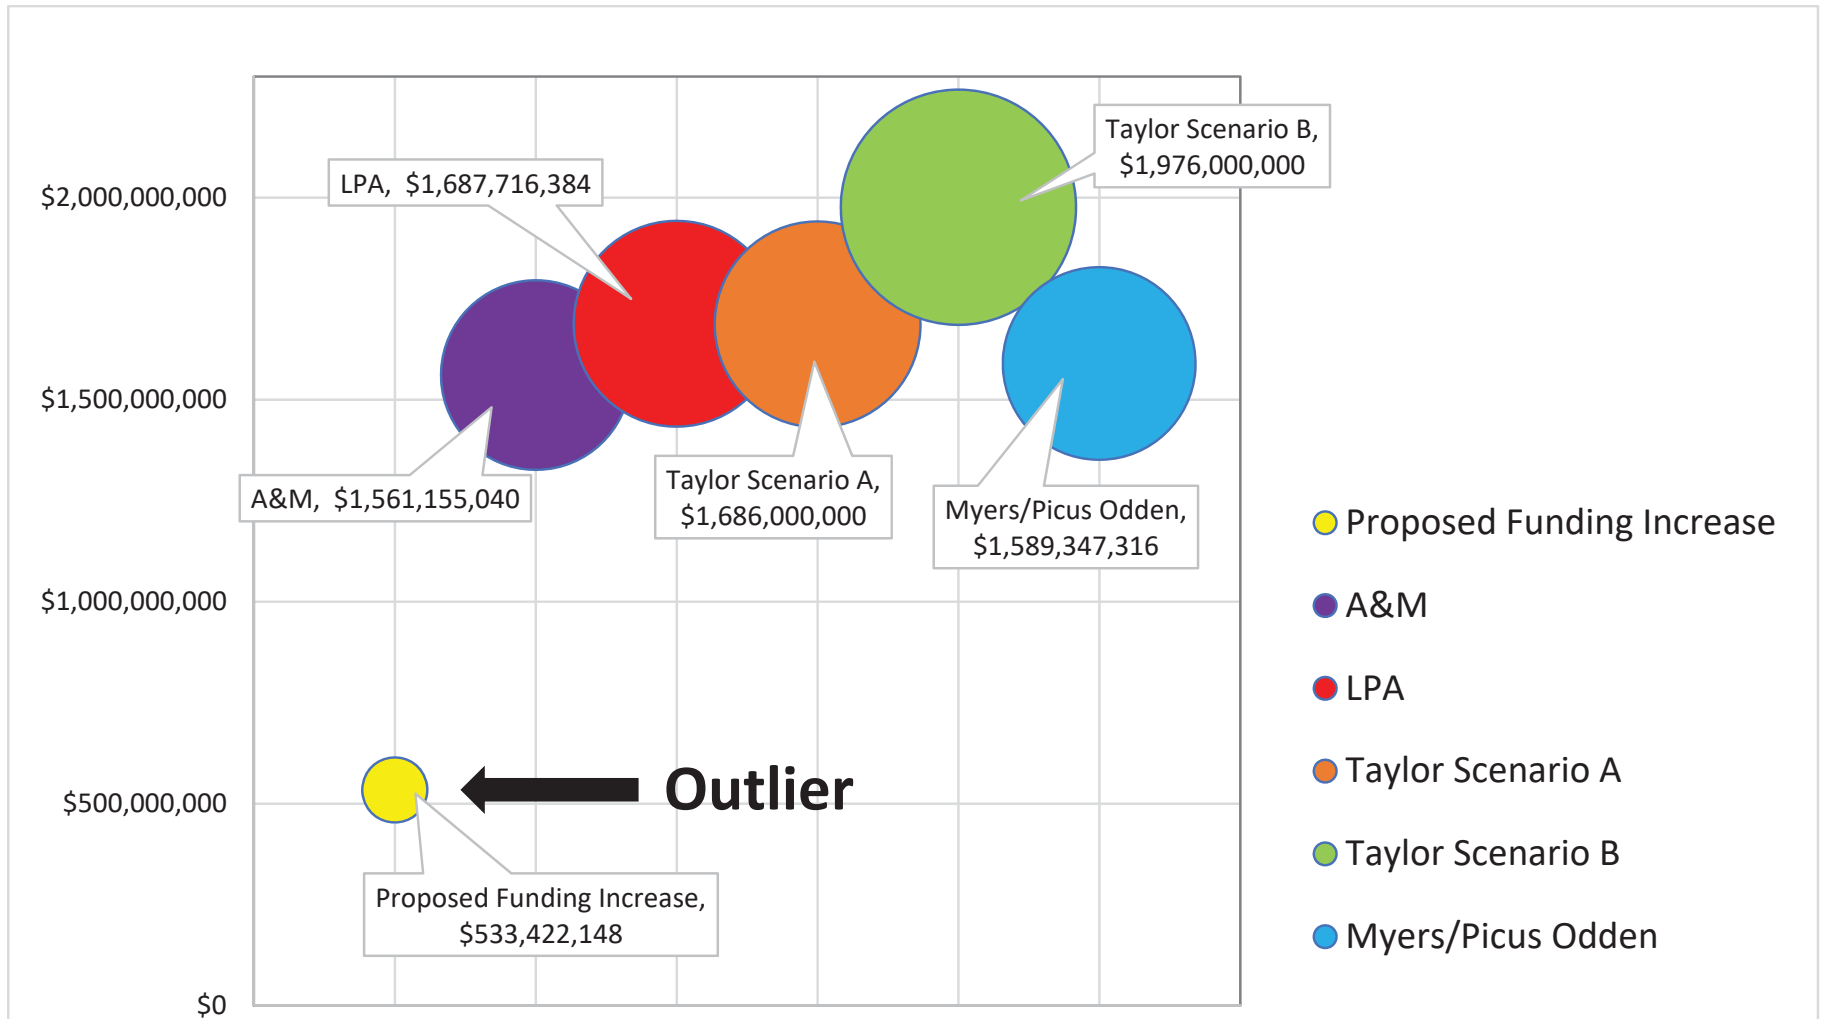 Taylor Scenario B,
$1,976,000,000
LPA,  $1,687,716,384
$2,000,000,000
$1,500,000,000
A&M,  $1,561,155,040
Taylor Scenario A,
$1,686,000,000
Myers/Picus Odden,
$1,589,347,316
$1,000,000,000
$500,000,000
Outlier
Proposed Funding Increase,
$533,422,148
$0
Proposed Funding Increase
A&M
LPA
Taylor Scenario A
Taylor Scenario B
Myers/Picus Odden